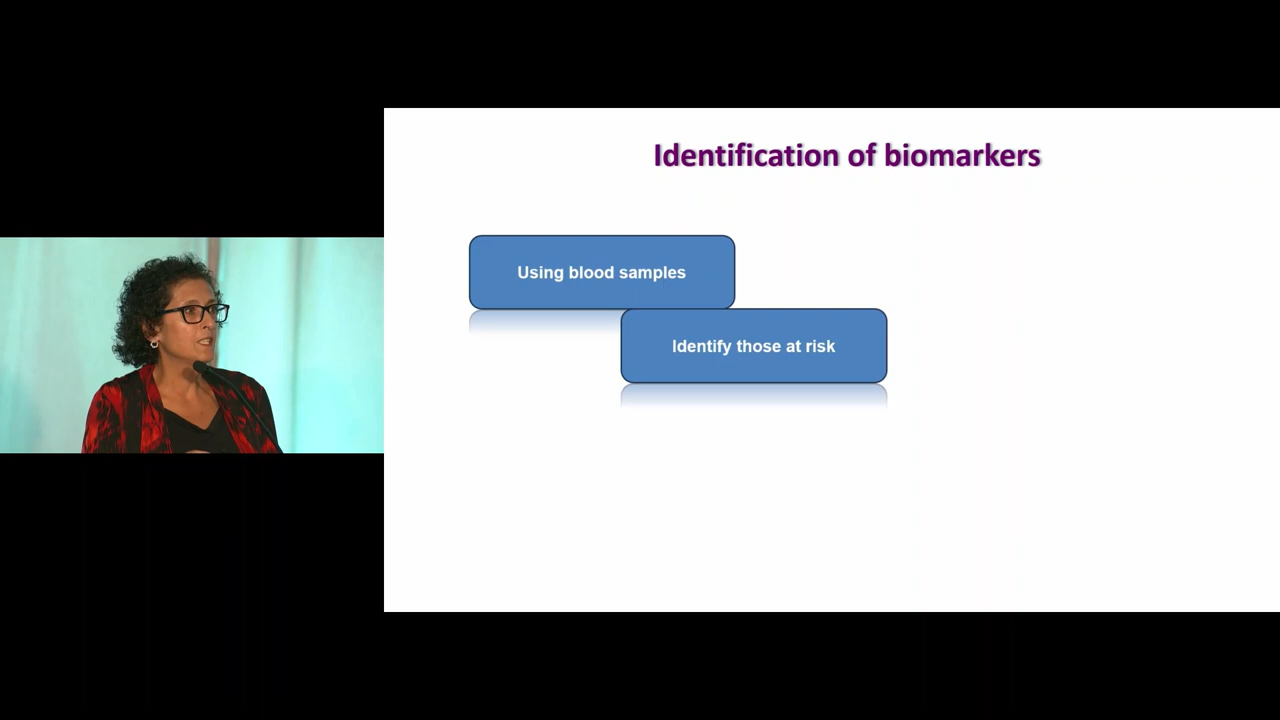 Identification of biomarkers
Using blood samples
Identify those at risk